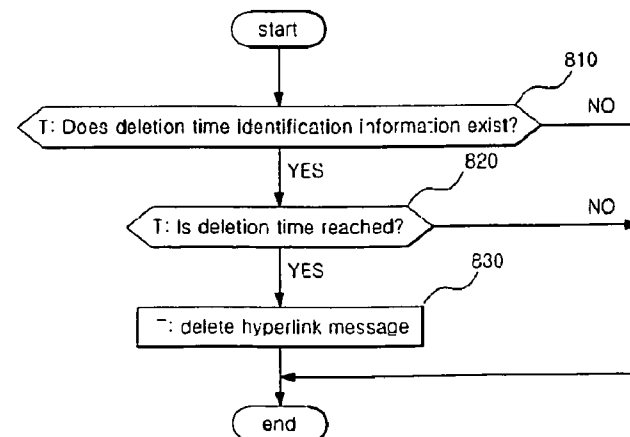 start
810
T: Does deletion time identification information exist?
NO
YES
820
T: Is deletion time reached?
NO
YES
830
T: delete hyperlink message
end